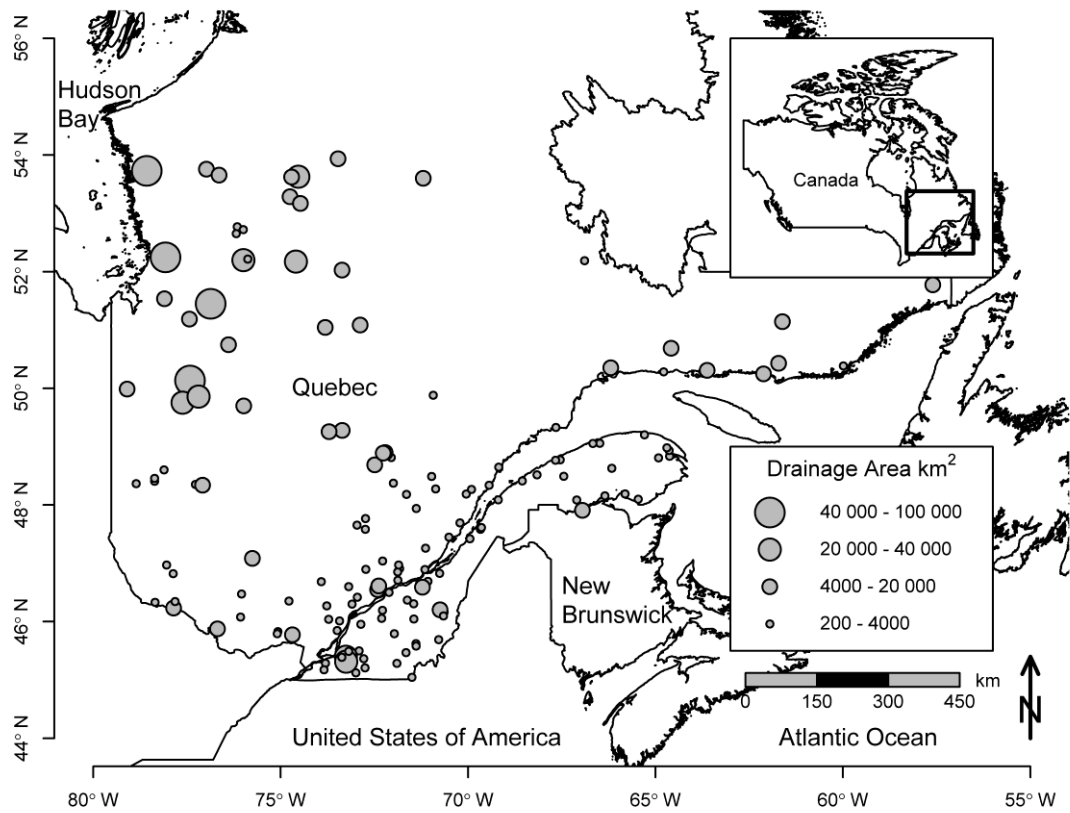 56° N
54° N
52° N
50° N
48° N
46° N
44° N
Hudson
Bay
Canada
Quebec
New
Brunswick
Drainage Area km²
40 000 - 100 000
20 000 - 40 000
4000 - 20 000
200 - 4000
km
0 150 300 450
N
United States of America
Atlantic Ocean
80° W 75° W 70° W 65° W 60° W 55° W